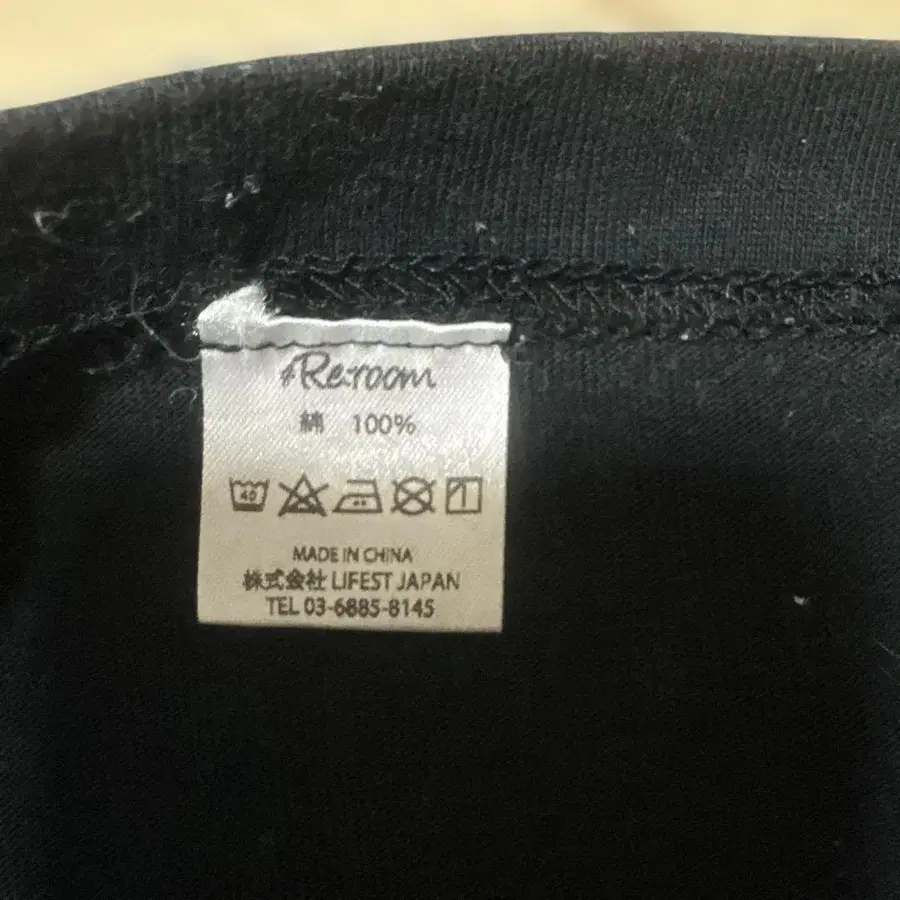 #Re:room
綿 100%
40
MADE IN CHINA
株式会社 LIFEST JAPAN
TEL 03-6885-8145